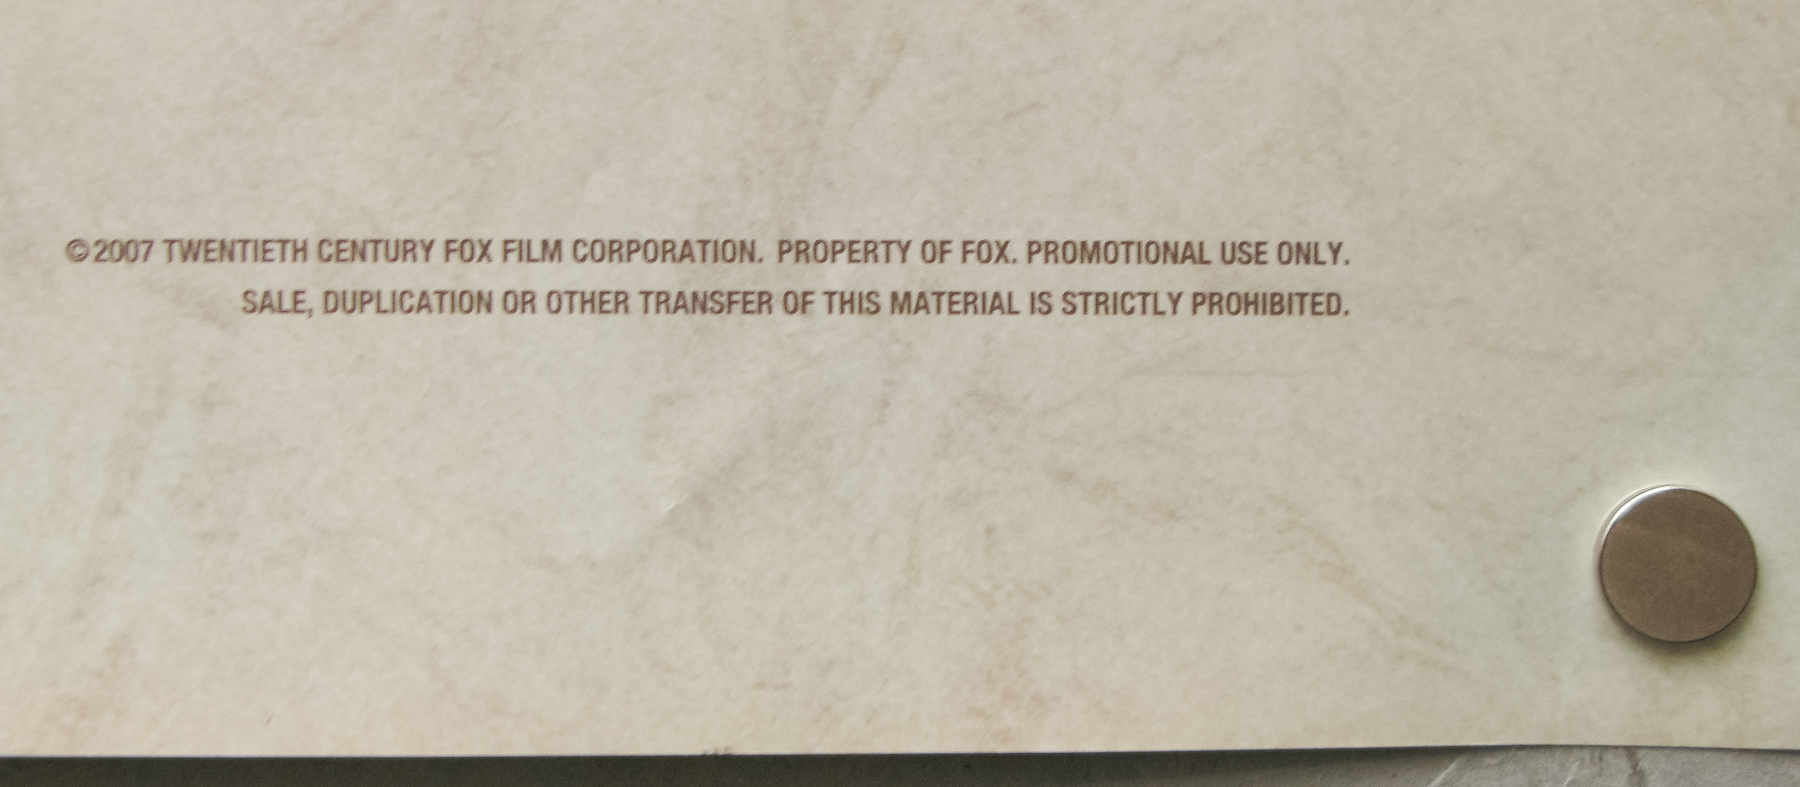 ©2007 TWENTIETH CENTURY FOX FILM CORPORATION. PROPERTY OF FOX. PROMOTIONAL USE ONLY.
SALE, DUPLICATION OR OTHER TRANSFER OF THIS MATERIAL IS STRICTLY PROHIBITED.